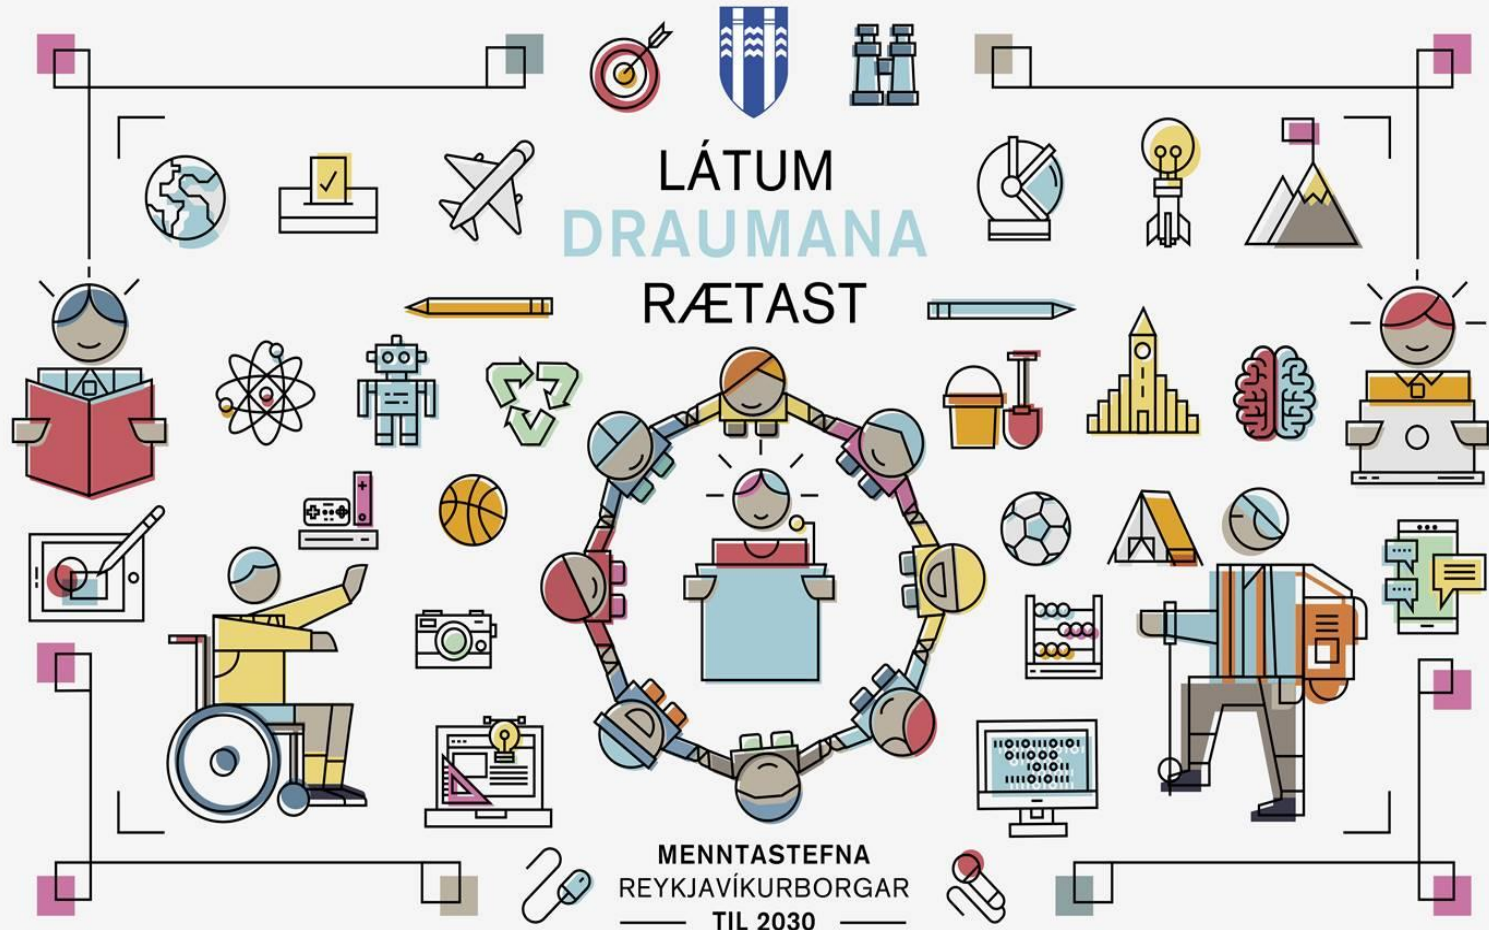 LÁTUM
DRAUMANA
RÆTAST
MENNTASTEFNA
REYKJAVÍKURBORGAR
TIL 2030